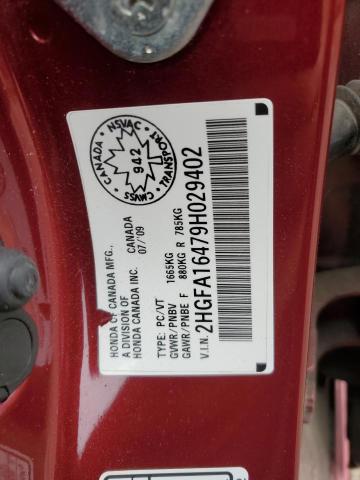 HONDA OF CANADA MFG., CANADA
A DIVISION OF 07/09
HONDA CANADA INC.
TYPE: PC/VT
GVWR/PNBV 1665KG
GAWR/PNBE F 880KG R 785KG
V.I.N. 2HGFA16479H029402
CANADA
NSVAC
942
TRANSPORT
CMVSS